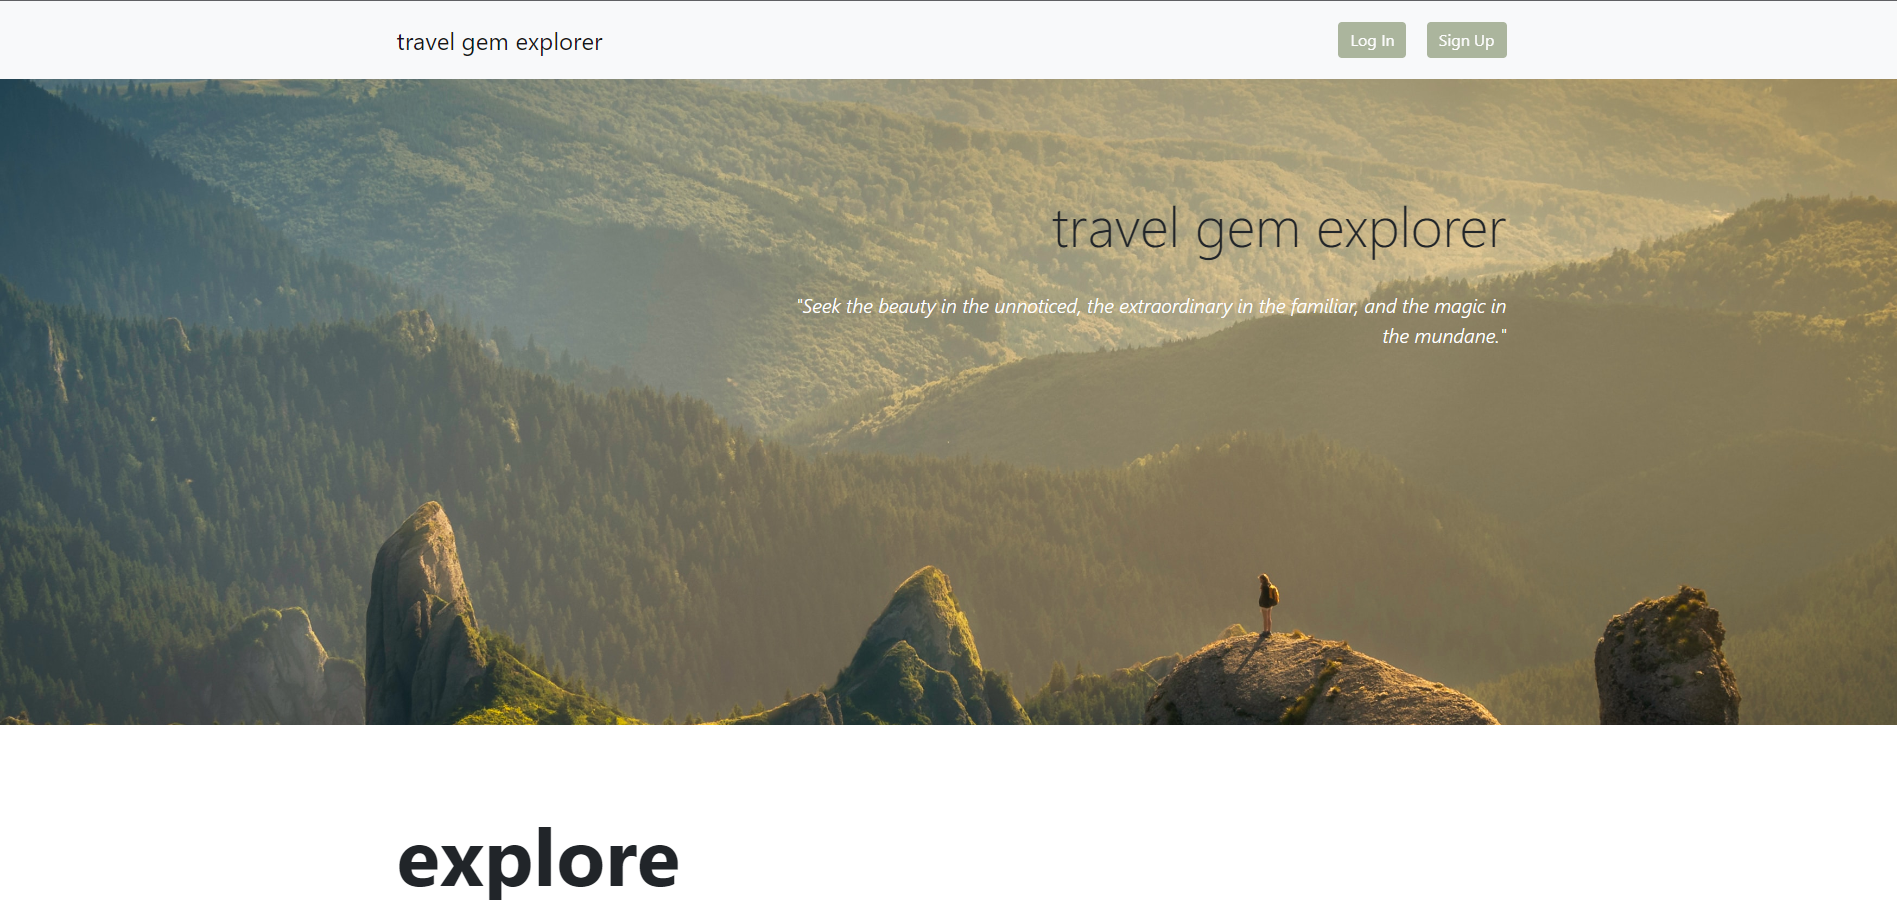 travel gem explorer
Log In
Sign Up
travel gem explorer
"Seek the beauty in the unnoticed, the extraordinary in the familiar, and the magic in
the mundane."
explore